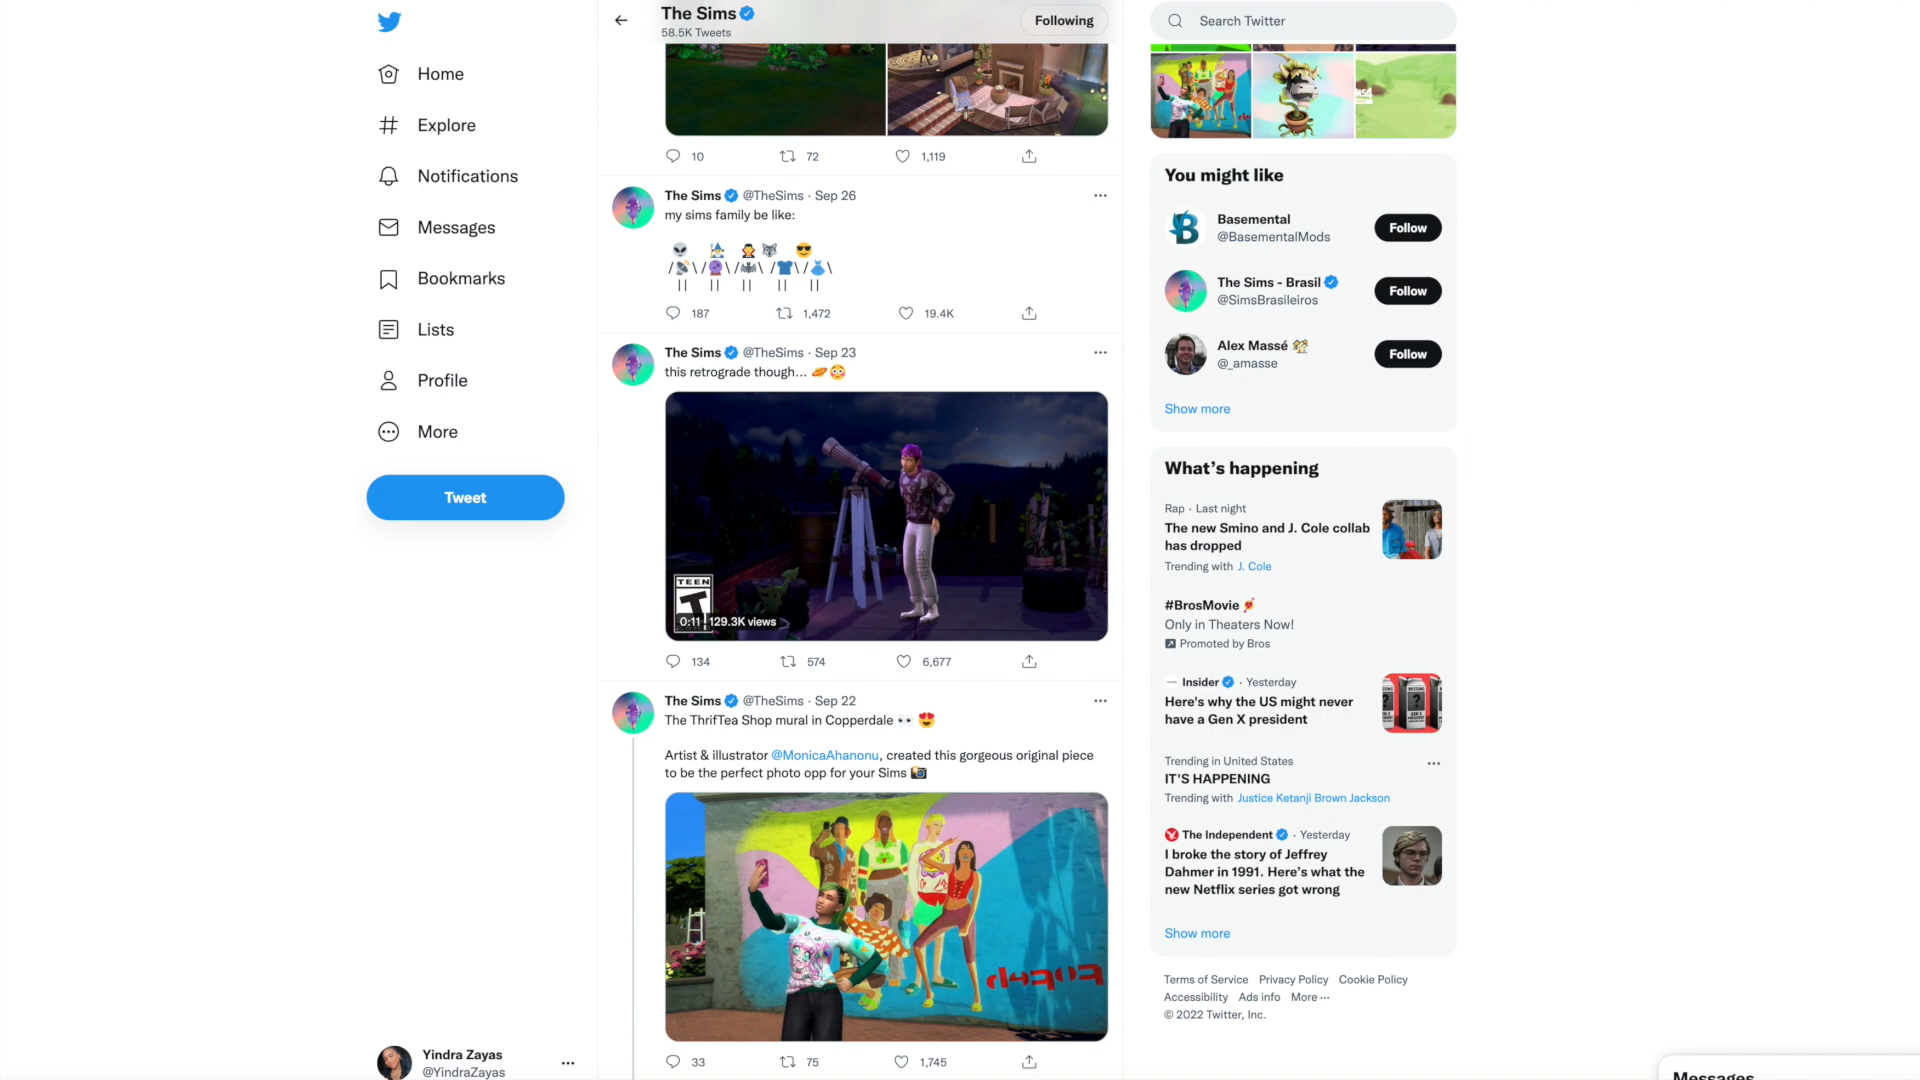 Home
Explore
Notifications
Messages
Bookmarks
Lists
Profile
More
Tweet
Yindra Zayas
@YindraZayas
The Sims
58.5K Tweets
Following
10 72 1,119
The Sims @TheSims · Sep 26
my sims family be like:
👽 🧙‍♂️ 🧛 🐺 😎
/📡\/🔮\/🦇\ /👕\/👗\
|| || || || ||
187 1,472 19.4K
The Sims @TheSims · Sep 23
this retrograde though... 🪐😳
TEEN
T
0:11 129.3K views
134 574 6,677
The Sims @TheSims · Sep 22
The ThrifTea Shop mural in Copperdale 👀 😍
Artist & illustrator @MonicaAhanonu, created this gorgeous original piece
to be the perfect photo opp for your Sims 📸
33 75 1,745
Search Twitter
You might like
Basemental
@BasementalMods
Follow
The Sims - Brasil
@SimsBrasileiros
Follow
Alex Massé
@_amasse
Follow
Show more
What's happening
Rap · Last night
The new Smino and J. Cole collab
has dropped
Trending with J. Cole
#BrosMovie
Only in Theaters Now!
Promoted by Bros
Insider · Yesterday
Here's why the US might never
have a Gen X president
Trending in United States
IT'S HAPPENING
Trending with Justice Ketanji Brown Jackson
The Independent · Yesterday
I broke the story of Jeffrey
Dahmer in 1991. Here's what the
new Netflix series got wrong
Show more
Terms of Service Privacy Policy Cookie Policy
Accessibility Ads info More ···
© 2022 Twitter, Inc.
Messages